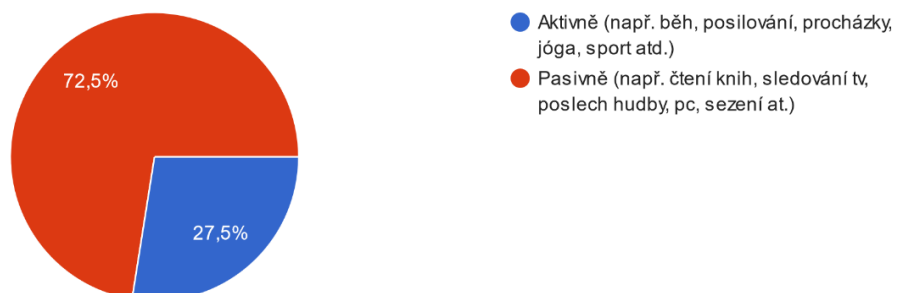 72,5%
27,5%
Aktivně (např. běh, posilování, procházky,
jóga, sport atd.)
Pasivně (např. čtení knih, sledování tv,
poslech hudby, pc, sezení at.)